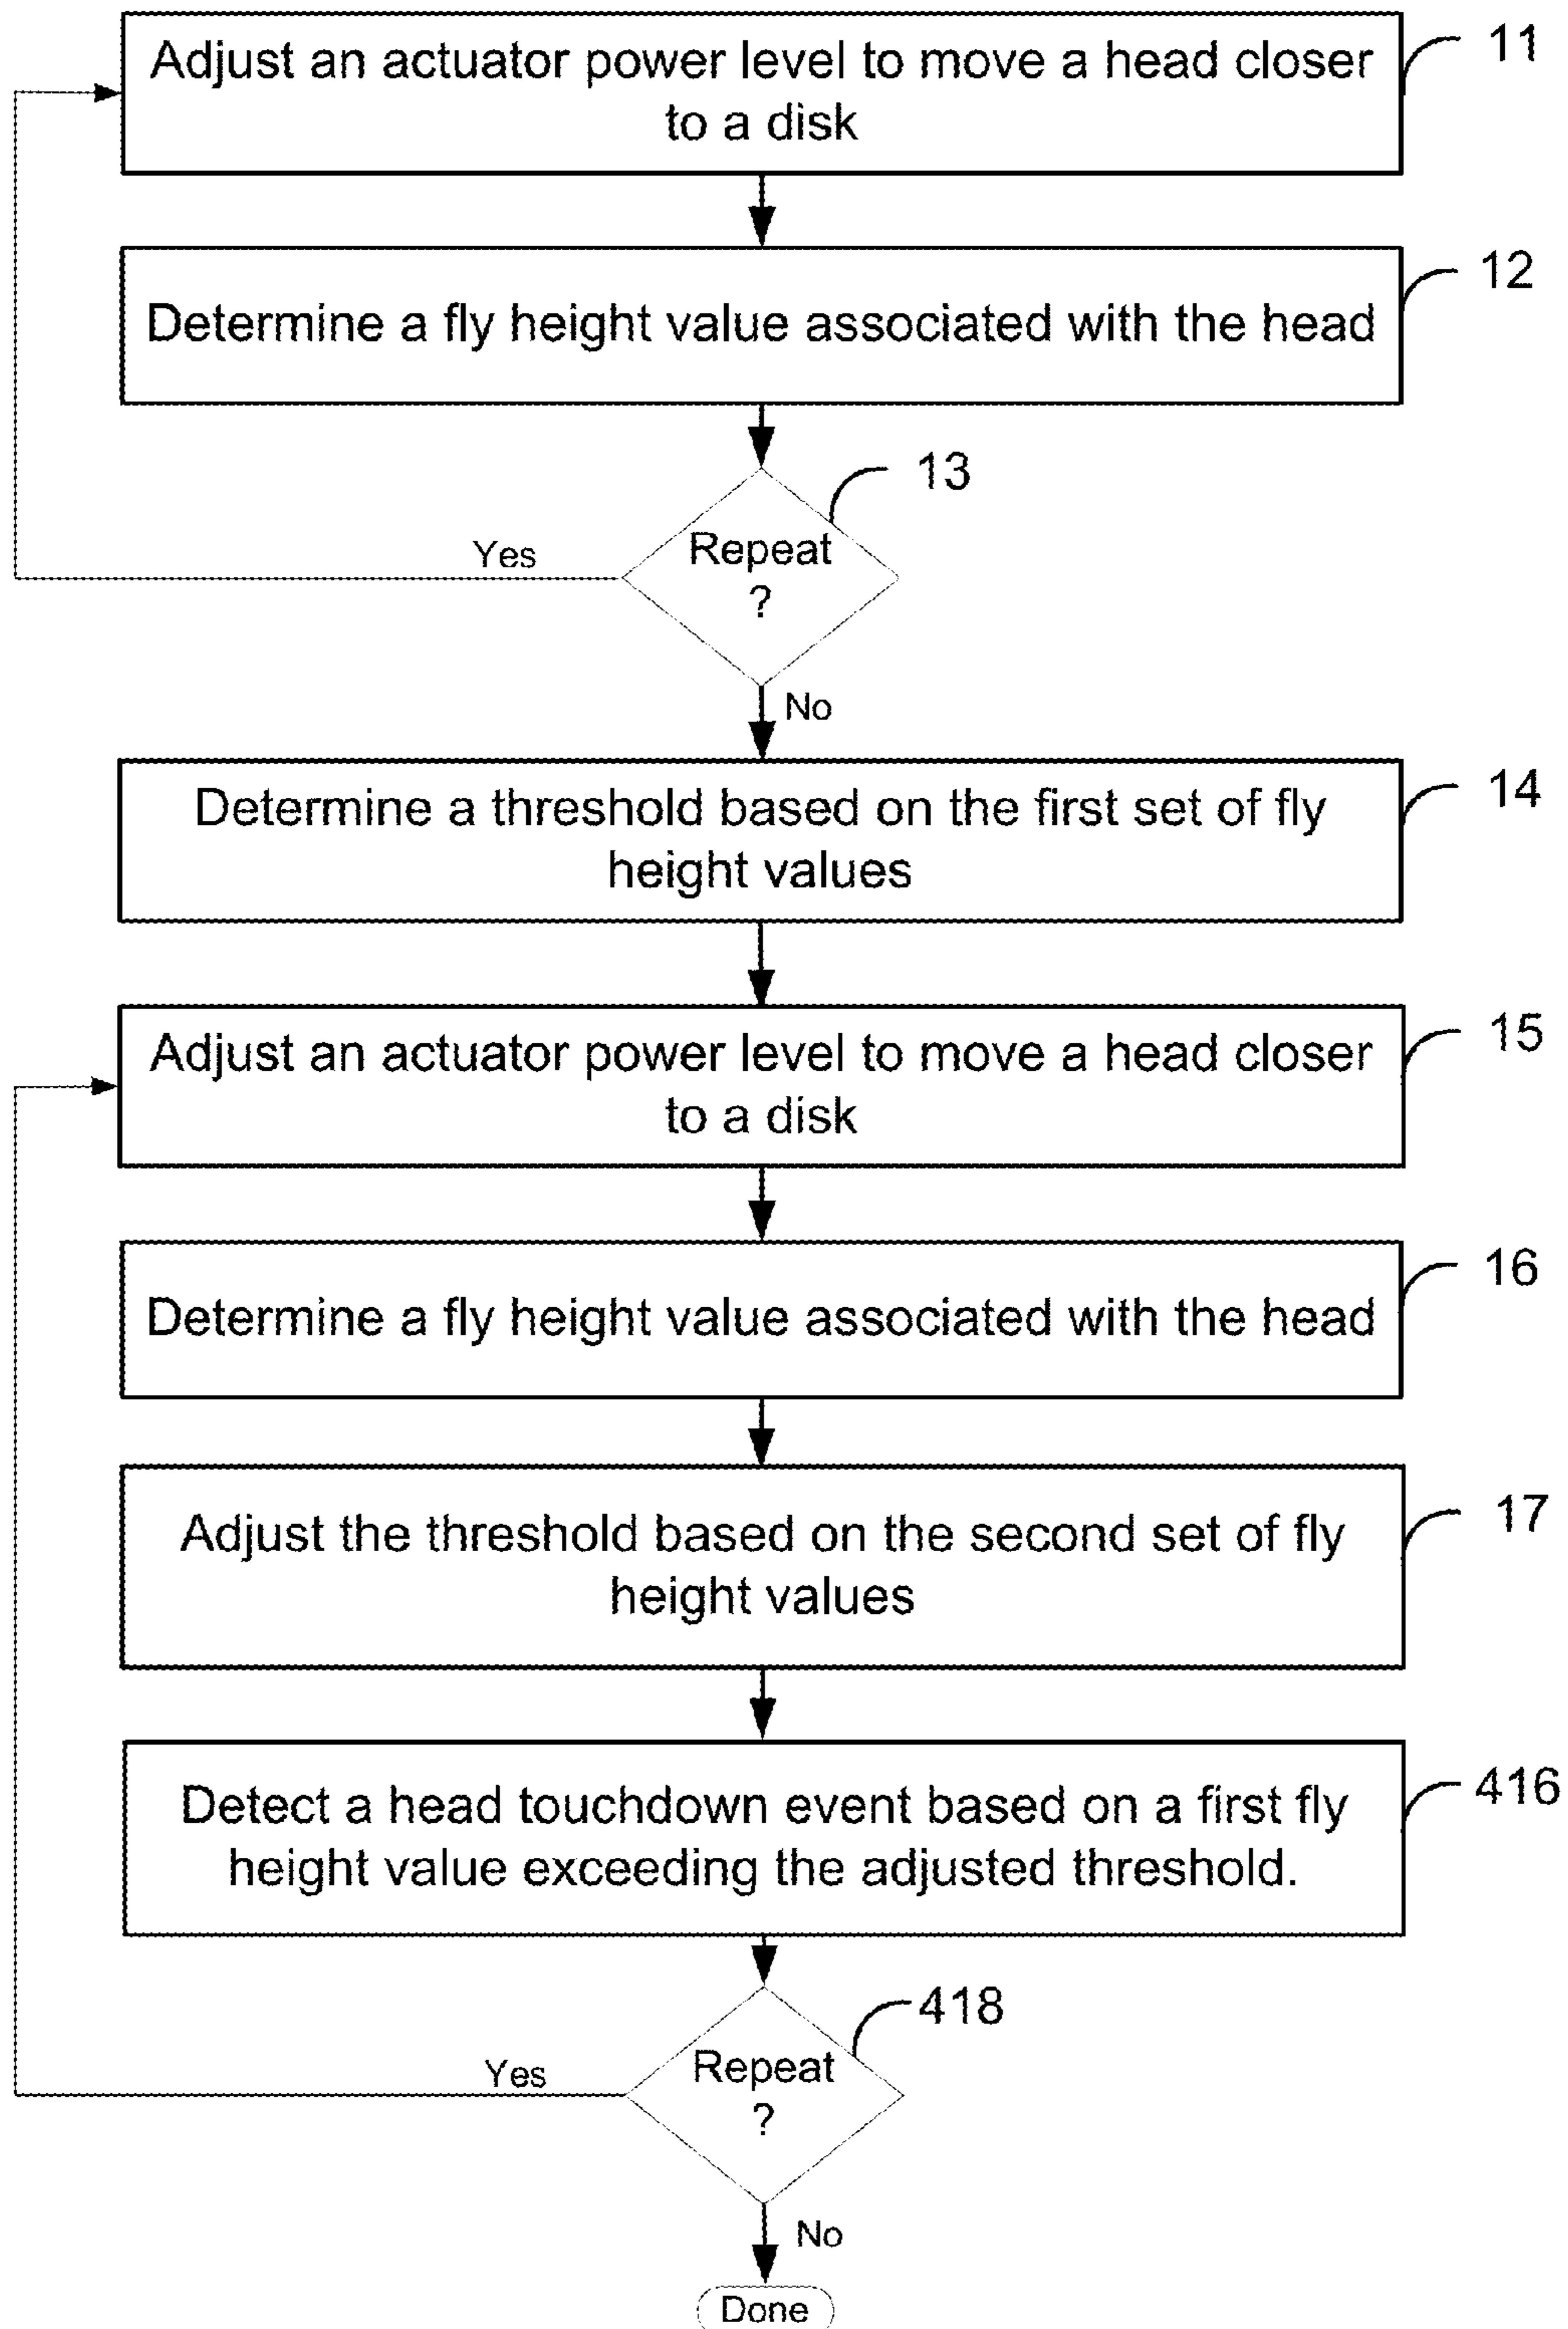 Adjust an actuator power level to move a head closer
to a disk
11
Determine a fly height value associated with the head
12
13
Repeat
?
Yes
No
Determine a threshold based on the first set of fly
height values
14
Adjust an actuator power level to move a head closer
to a disk
15
Determine a fly height value associated with the head
16
Adjust the threshold based on the second set of fly
height values
17
Detect a head touchdown event based on a first fly
height value exceeding the adjusted threshold.
416
418
Repeat
?
Yes
No
Done